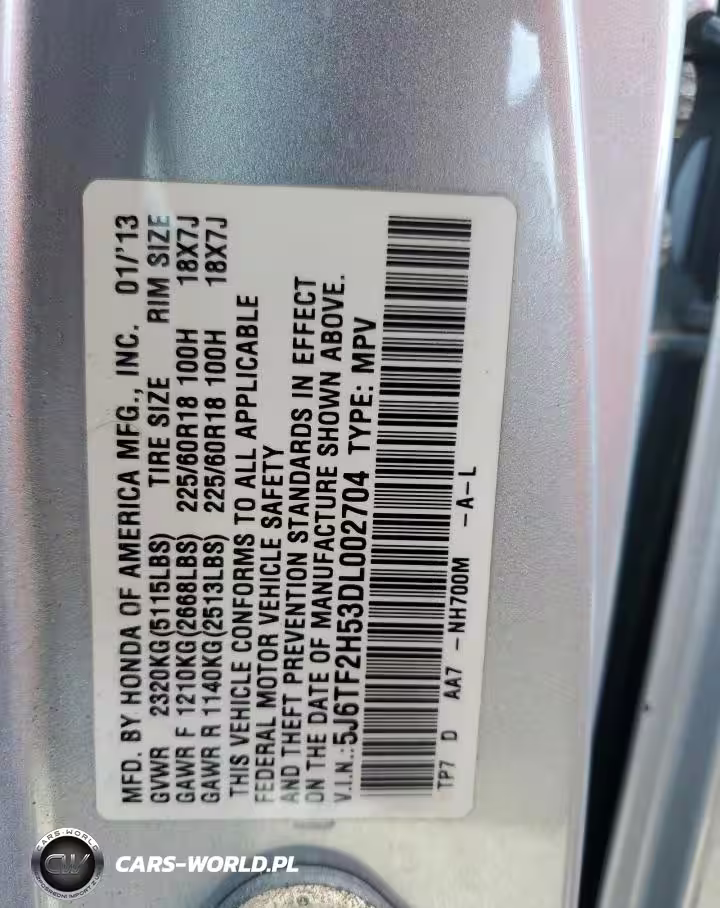 MFD. BY HONDA OF AMERICA MFG., INC. 01/'13
GVWR 2320KG(5115LBS) TIRE SIZE RIM SIZE
GAWR F 1210KG(2668LBS) 225/60R18 100H 18X7J
GAWR R 1140KG(2513LBS) 225/60R18 100H 18X7J
THIS VEHICLE CONFORMS TO ALL APPLICABLE
FEDERAL MOTOR VEHICLE SAFETY
AND THEFT PREVENTION STANDARDS IN EFFECT
ON THE DATE OF MANUFACTURE SHOWN ABOVE.
V.I.N.:5J6TF2H53DL002704 TYPE: MPV
TP7 D AA7 -NH700M -A-L
CARS-WORLD
CW
CARS-WORLD.PL